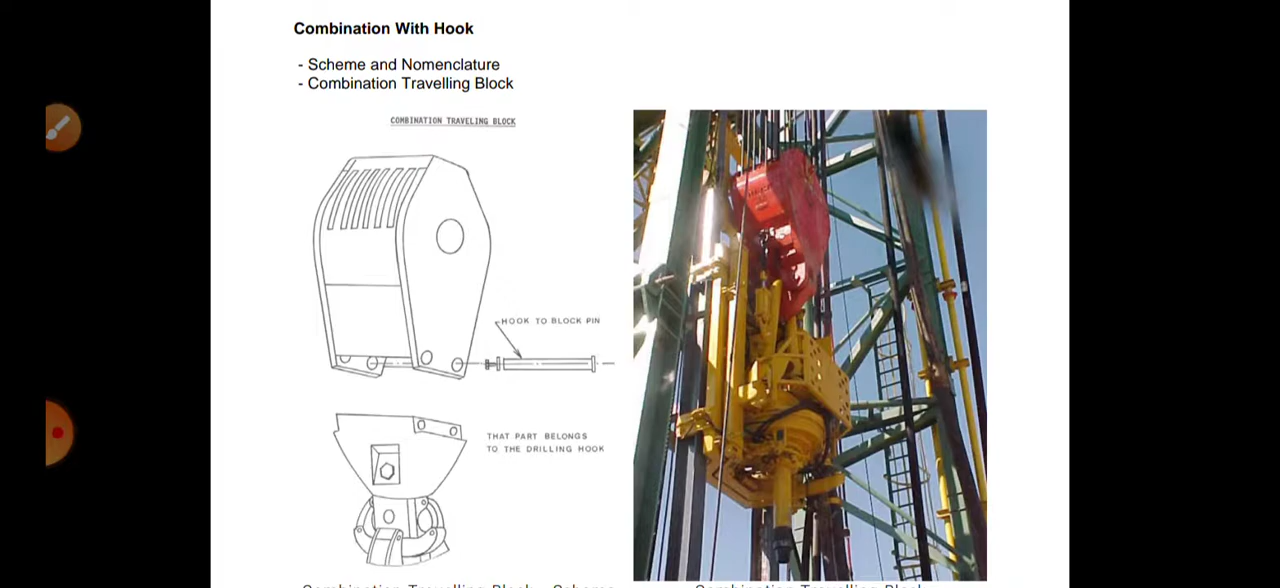 Combination With Hook
- Scheme and Nomenclature
- Combination Travelling Block
COMBINATION TRAVELING BLOCK
HOOK TO BLOCK PIN
THAT PART BELONGS
TO THE DRILLING HOOK
Combination Travelling Block - Scheme
Combination Travelling Block